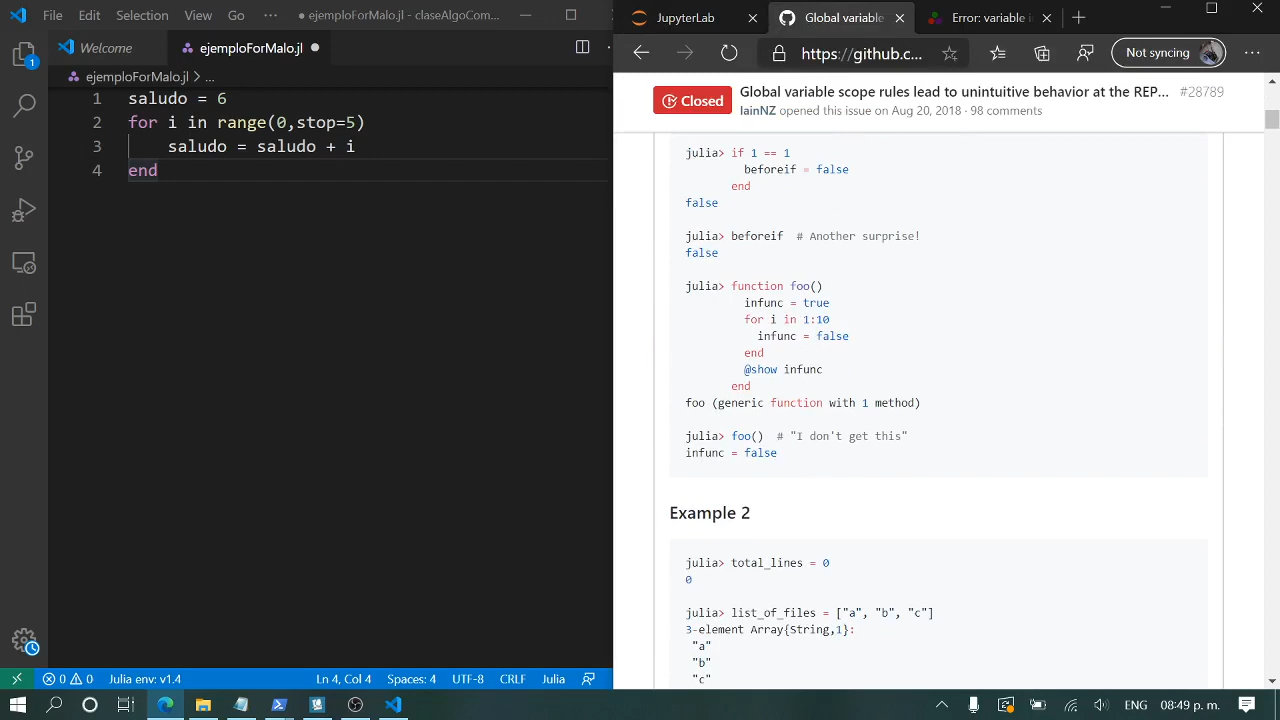 File Edit Selection View Go ··· ● ejemploForMalo.jl - claseAlgoCom...
Welcome ejemploForMalo.jl ●
ejemploForMalo.jl > ...
1 saludo = 6
2 for i in range(0,stop=5)
3 saludo = saludo + i
4 end
1
JupyterLab Global variable Error: variable i
https://github.c... Not syncing
Closed Global variable scope rules lead to unintuitive behavior at the REP... #28789
IainNZ opened this issue on Aug 20, 2018 · 98 comments
julia> if 1 == 1
beforeif = false
end
false
julia> beforeif # Another surprise!
false
julia> function foo()
infunc = true
for i in 1:10
infunc = false
end
@show infunc
end
foo (generic function with 1 method)
julia> foo() # "I don't get this"
infunc = false
Example 2
julia> total_lines = 0
0
julia> list_of_files = ["a", "b", "c"]
3-element Array{String,1}:
"a"
"b"
"c"
0 0 Julia env: v1.4 Ln 4, Col 4 Spaces: 4 UTF-8 CRLF Julia
ENG 08:49 p. m.